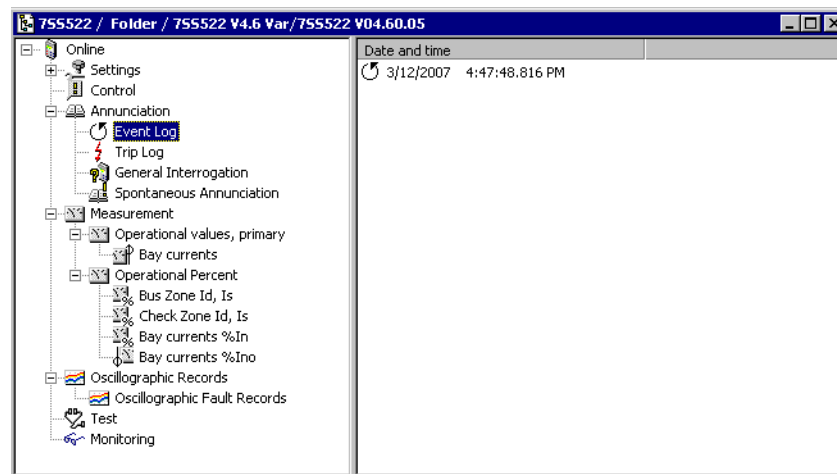 7SS522 / Folder / 7SS522 V4.6 Var/7SS522 V04.60.05
Online
Settings
Control
Annunciation
Event Log
Trip Log
General Interrogation
Spontaneous Annunciation
Measurement
Operational values, primary
Bay currents
Operational Percent
Bus Zone Id, Is
Check Zone Id, Is
Bay currents %In
Bay currents %Ino
Oscillographic Records
Oscillographic Fault Records
Test
Monitoring
Date and time
3/12/2007 4:47:48.816 PM